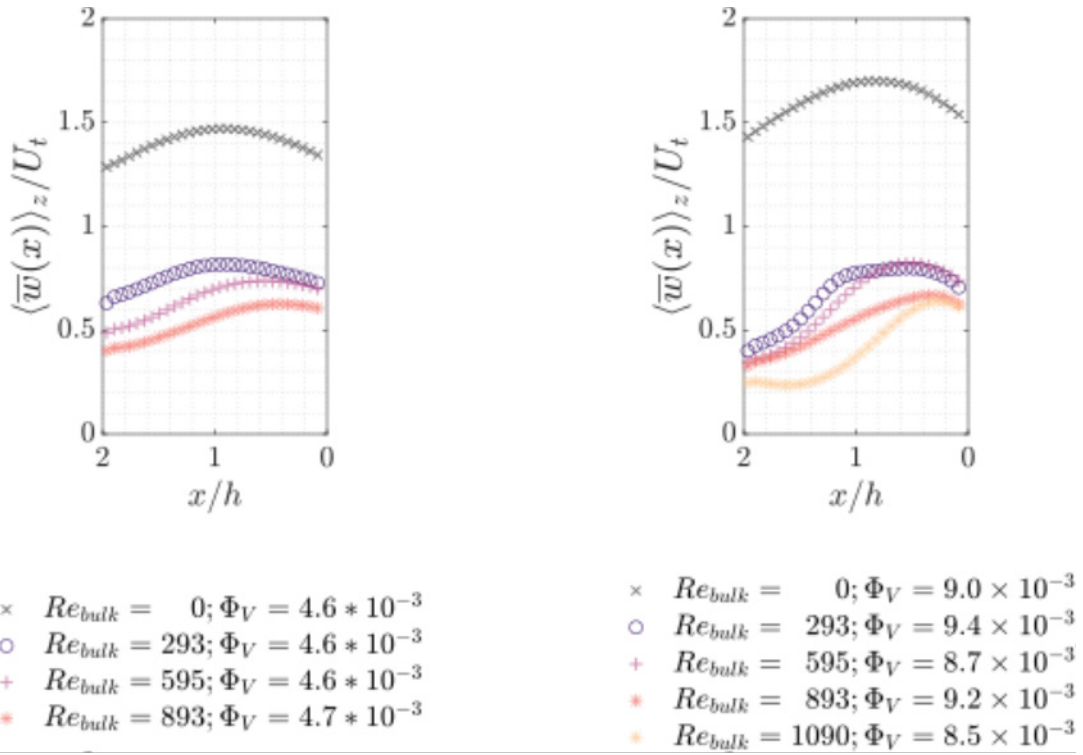 2
1.5
1
0.5
0
2 1 0
x/h
⟨w̅(x)⟩_z/U_t
× Re_bulk = 0; Φ_V = 4.6 * 10⁻³
○ Re_bulk = 293; Φ_V = 4.6 * 10⁻³
+ Re_bulk = 595; Φ_V = 4.6 * 10⁻³
* Re_bulk = 893; Φ_V = 4.7 * 10⁻³
2
1.5
1
0.5
0
2 1 0
x/h
⟨w̅(x)⟩_z/U_t
× Re_bulk = 0; Φ_V = 9.0 × 10⁻³
○ Re_bulk = 293; Φ_V = 9.4 × 10⁻³
+ Re_bulk = 595; Φ_V = 8.7 × 10⁻³
* Re_bulk = 893; Φ_V = 9.2 × 10⁻³
* Re_bulk = 1090; Φ_V = 8.5 × 10⁻³